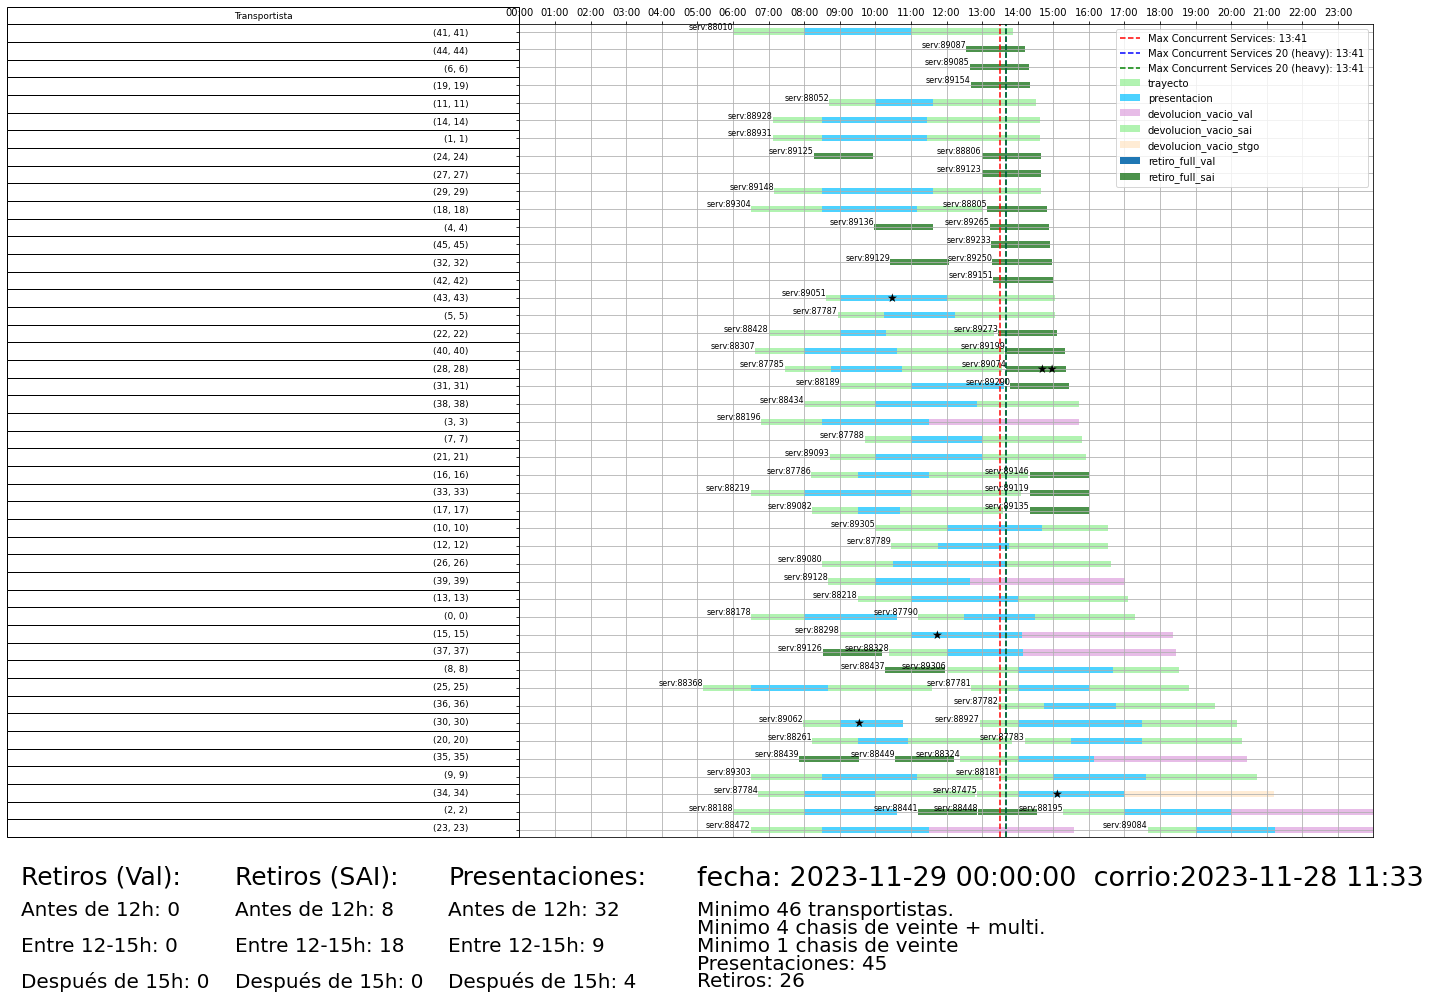 Transportista 00:00 01:00 02:00 03:00 04:00 05:00 06:00 07:00 08:00 09:00 10:00 11:00 12:00 13:00 14:00 15:00 16:00 17:00 18:00 19:00 20:00 21:00 22:00 23:00
(41, 41) serv:88010
(44, 44) serv:89087
(6, 6) serv:89085
(19, 19) serv:89154
(11, 11) serv:88052
(14, 14) serv:88928
(1, 1) serv:88931
(24, 24) serv:89125 serv:88806
(27, 27) serv:89123
(29, 29) serv:89148
(18, 18) serv:89304 serv:88805
(4, 4) serv:89136 serv:89265
(45, 45) serv:89233
(32, 32) serv:89129 serv:89250
(42, 42) serv:89151
(43, 43) serv:89051
(5, 5) serv:87787
(22, 22) serv:88428 serv:89273
(40, 40) serv:88307 serv:89199
(28, 28) serv:87785 serv:89074
(31, 31) serv:88189 serv:89290
(38, 38) serv:88434
(3, 3) serv:88196
(7, 7) serv:87788
(21, 21) serv:89093
(16, 16) serv:87786 serv:89146
(33, 33) serv:88219 serv:89119
(17, 17) serv:89082 serv:89135
(10, 10) serv:89305
(12, 12) serv:87789
(26, 26) serv:89080
(39, 39) serv:89128
(13, 13) serv:88218
(0, 0) serv:88178 serv:87790
(15, 15) serv:88298
(37, 37) serv:89126 serv:88328
(8, 8) serv:88437 serv:89306
(25, 25) serv:88368 serv:87781
(36, 36) serv:87782
(30, 30) serv:89062 serv:88927
(20, 20) serv:88261 serv:87783
(35, 35) serv:88439 serv:88449 serv:88324
(9, 9) serv:89303 serv:88181
(34, 34) serv:87784 serv:87475
(2, 2) serv:88188 serv:88441 serv:88448 serv:88195
(23, 23) serv:88472 serv:89084
Max Concurrent Services: 13:41
Max Concurrent Services 20 (heavy): 13:41
Max Concurrent Services 20 (heavy): 13:41
trayecto
presentacion
devolucion_vacio_val
devolucion_vacio_sai
devolucion_vacio_stgo
retiro_full_val
retiro_full_sai
Retiros (Val):
Antes de 12h: 0
Entre 12-15h: 0
Después de 15h: 0
Retiros (SAI):
Antes de 12h: 8
Entre 12-15h: 18
Después de 15h: 0
Presentaciones:
Antes de 12h: 32
Entre 12-15h: 9
Después de 15h: 4
fecha: 2023-11-29 00:00:00 corrio:2023-11-28 11:33
Minimo 46 transportistas.
Minimo 4 chasis de veinte + multi.
Minimo 1 chasis de veinte
Presentaciones: 45
Retiros: 26